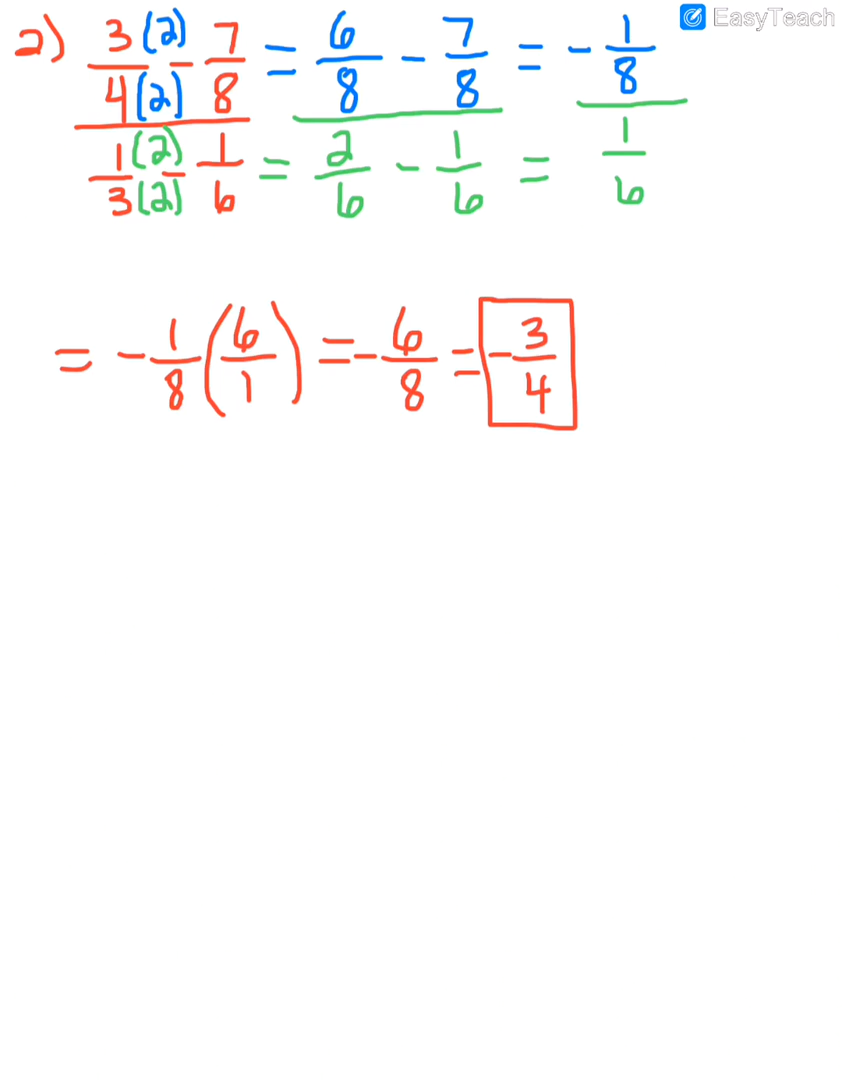 EasyTeach
2) 3(2)/4(2) - 7/8 = 6/8 - 7/8 = - 1/8
1(2)/3(2) - 1/6 = 2/6 - 1/6 = 1/6
= - 1/8 (6/1) = - 6/8 = - 3/4